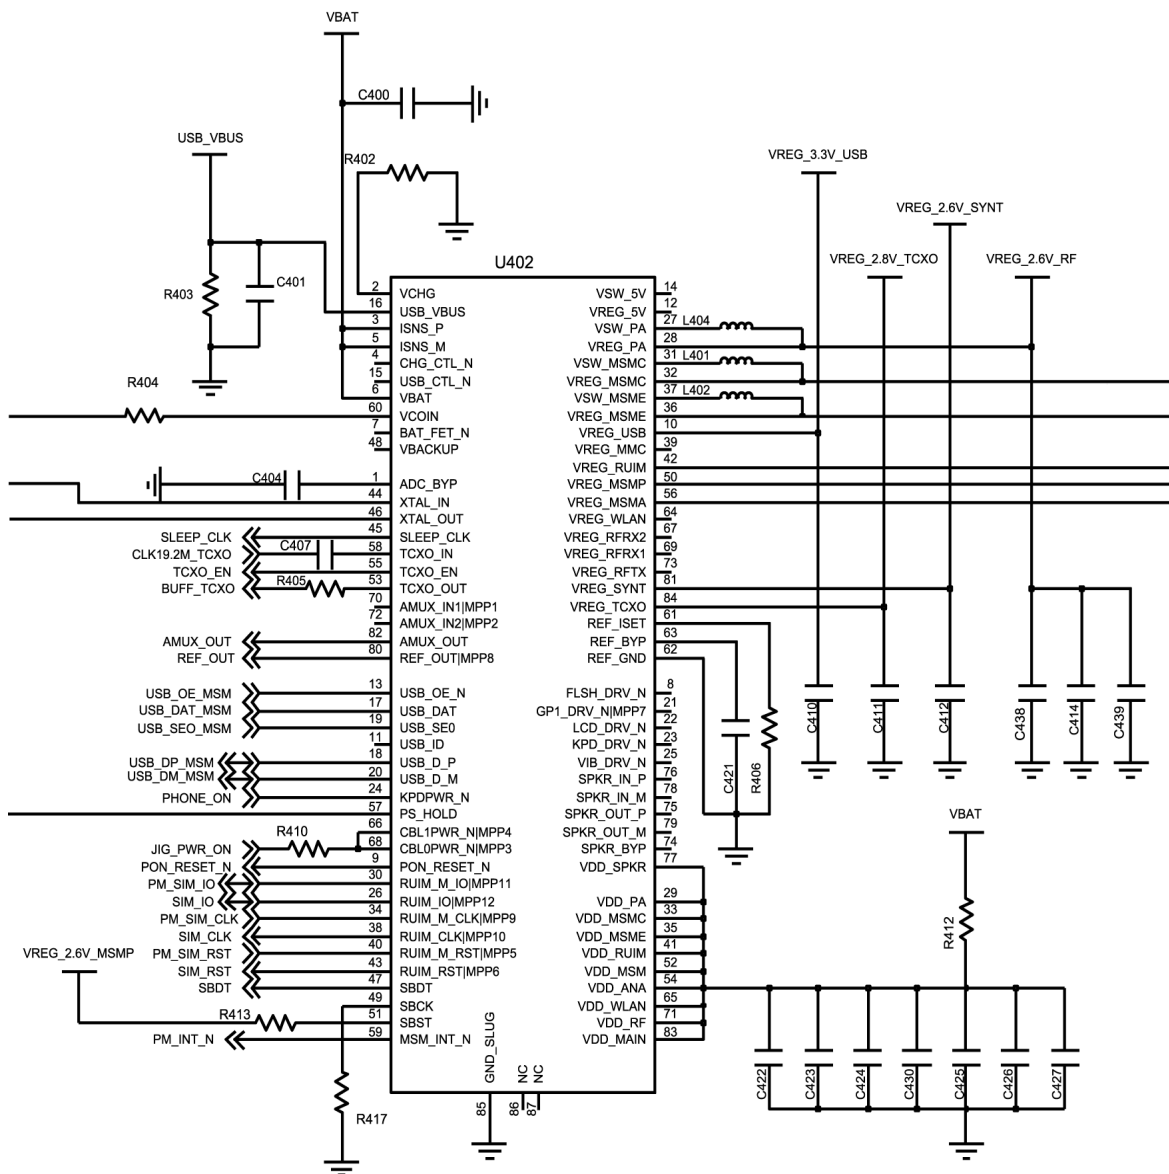 VBAT
C400
USB_VBUS
R402
VREG_3.3V_USB
VREG_2.6V_SYNT
VREG_2.8V_TCXO
VREG_2.6V_RF
R403
C401
U402
2 VCHG
16 USB_VBUS
3 ISNS_P
5 ISNS_M
4 CHG_CTL_N
15 USB_CTL_N
6 VBAT
R404
60 VCOIN
7 BAT_FET_N
48 VBACKUP
C404
1 ADC_BYP
44 XTAL_IN
46 XTAL_OUT
SLEEP_CLK 45 SLEEP_CLK
CLK19.2M_TCXO C407 58 TCXO_IN
TCXO_EN 55 TCXO_EN
BUFF_TCXO R405 53 TCXO_OUT
70 AMUX_IN1|MPP1
72 AMUX_IN2|MPP2
AMUX_OUT 82 AMUX_OUT
REF_OUT 80 REF_OUT|MPP8
USB_OE_MSM 13 USB_OE_N
USB_DAT_MSM 17 USB_DAT
USB_SEO_MSM 19 USB_SE0
11 USB_ID
USB_DP_MSM 18 USB_D_P
USB_DM_MSM 20 USB_D_M
PHONE_ON 24 KPDPWR_N
57 PS_HOLD
66 CBL1PWR_N|MPP4
JIG_PWR_ON R410 68 CBL0PWR_N|MPP3
PON_RESET_N 9 PON_RESET_N
PM_SIM_IO 30 RUIM_M_IO|MPP11
SIM_IO 26 RUIM_IO|MPP12
PM_SIM_CLK 34 RUIM_M_CLK|MPP9
SIM_CLK 38 RUIM_CLK|MPP10
PM_SIM_RST 40 RUIM_M_RST|MPP5
SIM_RST 43 RUIM_RST|MPP6
SBDT 47 SBDT
49 SBCK
VREG_2.6V_MSMP
R413 51 SBST
PM_INT_N 59 MSM_INT_N
R417
GND_SLUG 85
NC 86
NC 87
VSW_5V 14
VREG_5V 12
VSW_PA 27 L404
VREG_PA 28
VSW_MSMC 31 L401
VREG_MSMC 32
VSW_MSME 37 L402
VREG_MSME 36
VREG_USB 10
VREG_MMC 39
VREG_RUIM 42
VREG_MSMP 50
VREG_MSMA 56
VREG_WLAN 64
VREG_RFRX2 67
VREG_RFRX1 69
VREG_RFTX 73
VREG_SYNT 81
VREG_TCXO 84
REF_ISET 61
REF_BYP 63
REF_GND 62
FLSH_DRV_N 8
GP1_DRV_N|MPP7 21
LCD_DRV_N 22
KPD_DRV_N 23
VIB_DRV_N 25
SPKR_IN_P 76
SPKR_IN_M 78
SPKR_OUT_P 75
SPKR_OUT_M 79
SPKR_BYP 74
VDD_SPKR 77
VDD_PA 29
VDD_MSMC 33
VDD_MSME 35
VDD_RUIM 41
VDD_MSM 52
VDD_ANA 54
VDD_WLAN 65
VDD_RF 71
VDD_MAIN 83
C421
R406
C410
C411
C412
C438
C414
C439
VBAT
R412
C422
C423
C424
C430
C425
C426
C427